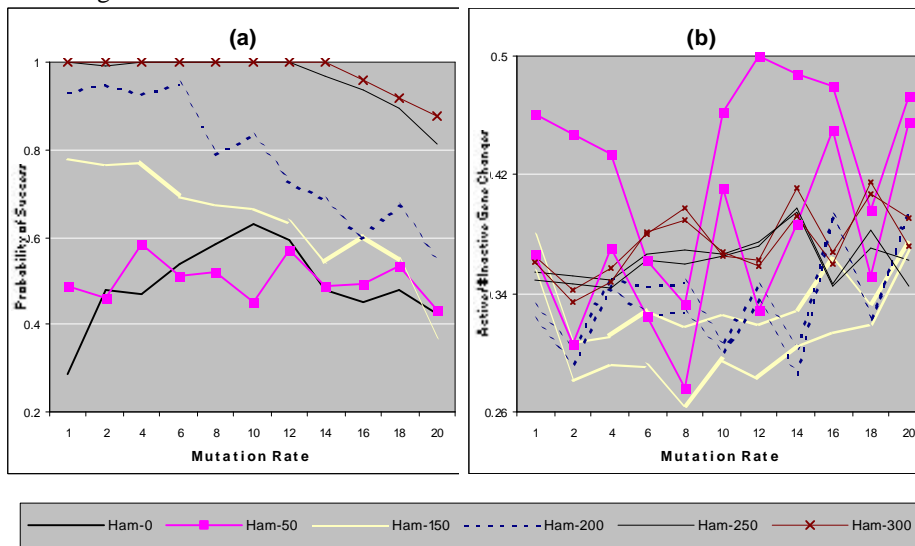 (a)
1
0.8
0.6
0.4
0.2
Probability of Success
1 2 4 6 8 10 12 14 16 18 20
Mutation Rate
(b)
0.5
0.42
0.34
0.26
Gene Changes
1 2 4 6 8 10 12 14 16 18 20
Mutation Rate
Ham-0 Ham-50 Ham-150 Ham-200 Ham-250 Ham-300